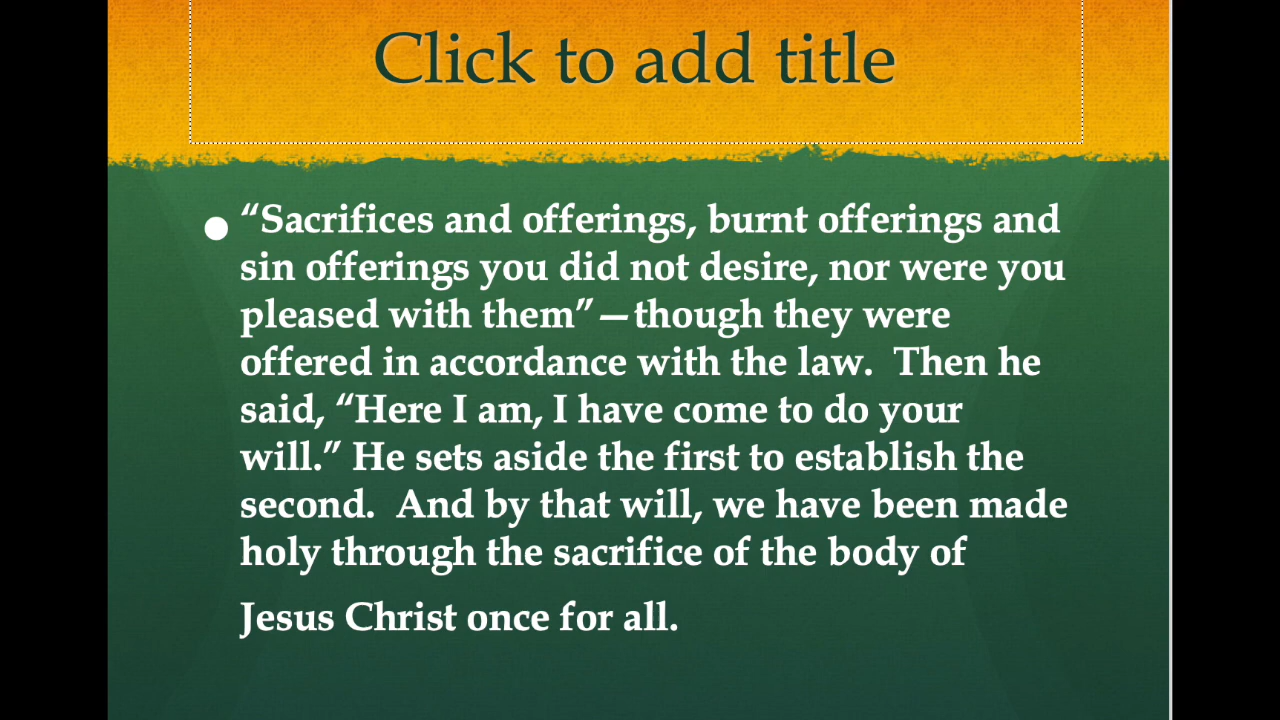 Click to add title
• “Sacrifices and offerings, burnt offerings and
sin offerings you did not desire, nor were you
pleased with them”—though they were
offered in accordance with the law.  Then he
said, “Here I am, I have come to do your
will.” He sets aside the first to establish the
second.  And by that will, we have been made
holy through the sacrifice of the body of
Jesus Christ once for all.